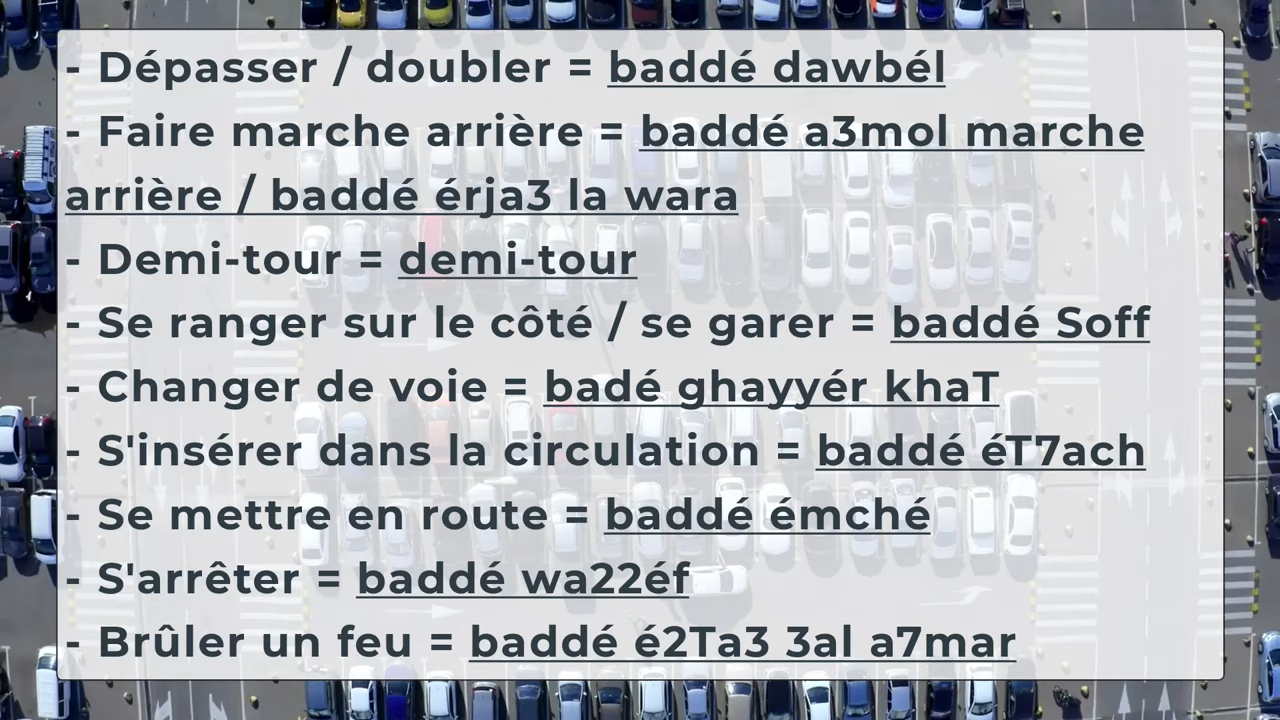 - Dépasser / doubler = baddé dawbél
- Faire marche arrière = baddé a3mol marche
arrière / baddé érja3 la wara
- Demi-tour = demi-tour
- Se ranger sur le côté / se garer = baddé Soff
- Changer de voie = badé ghayyér khaT
- S'insérer dans la circulation = baddé éT7ach
- Se mettre en route = baddé émché
- S'arrêter = baddé wa22éf
- Brûler un feu = baddé é2Ta3 3al a7mar